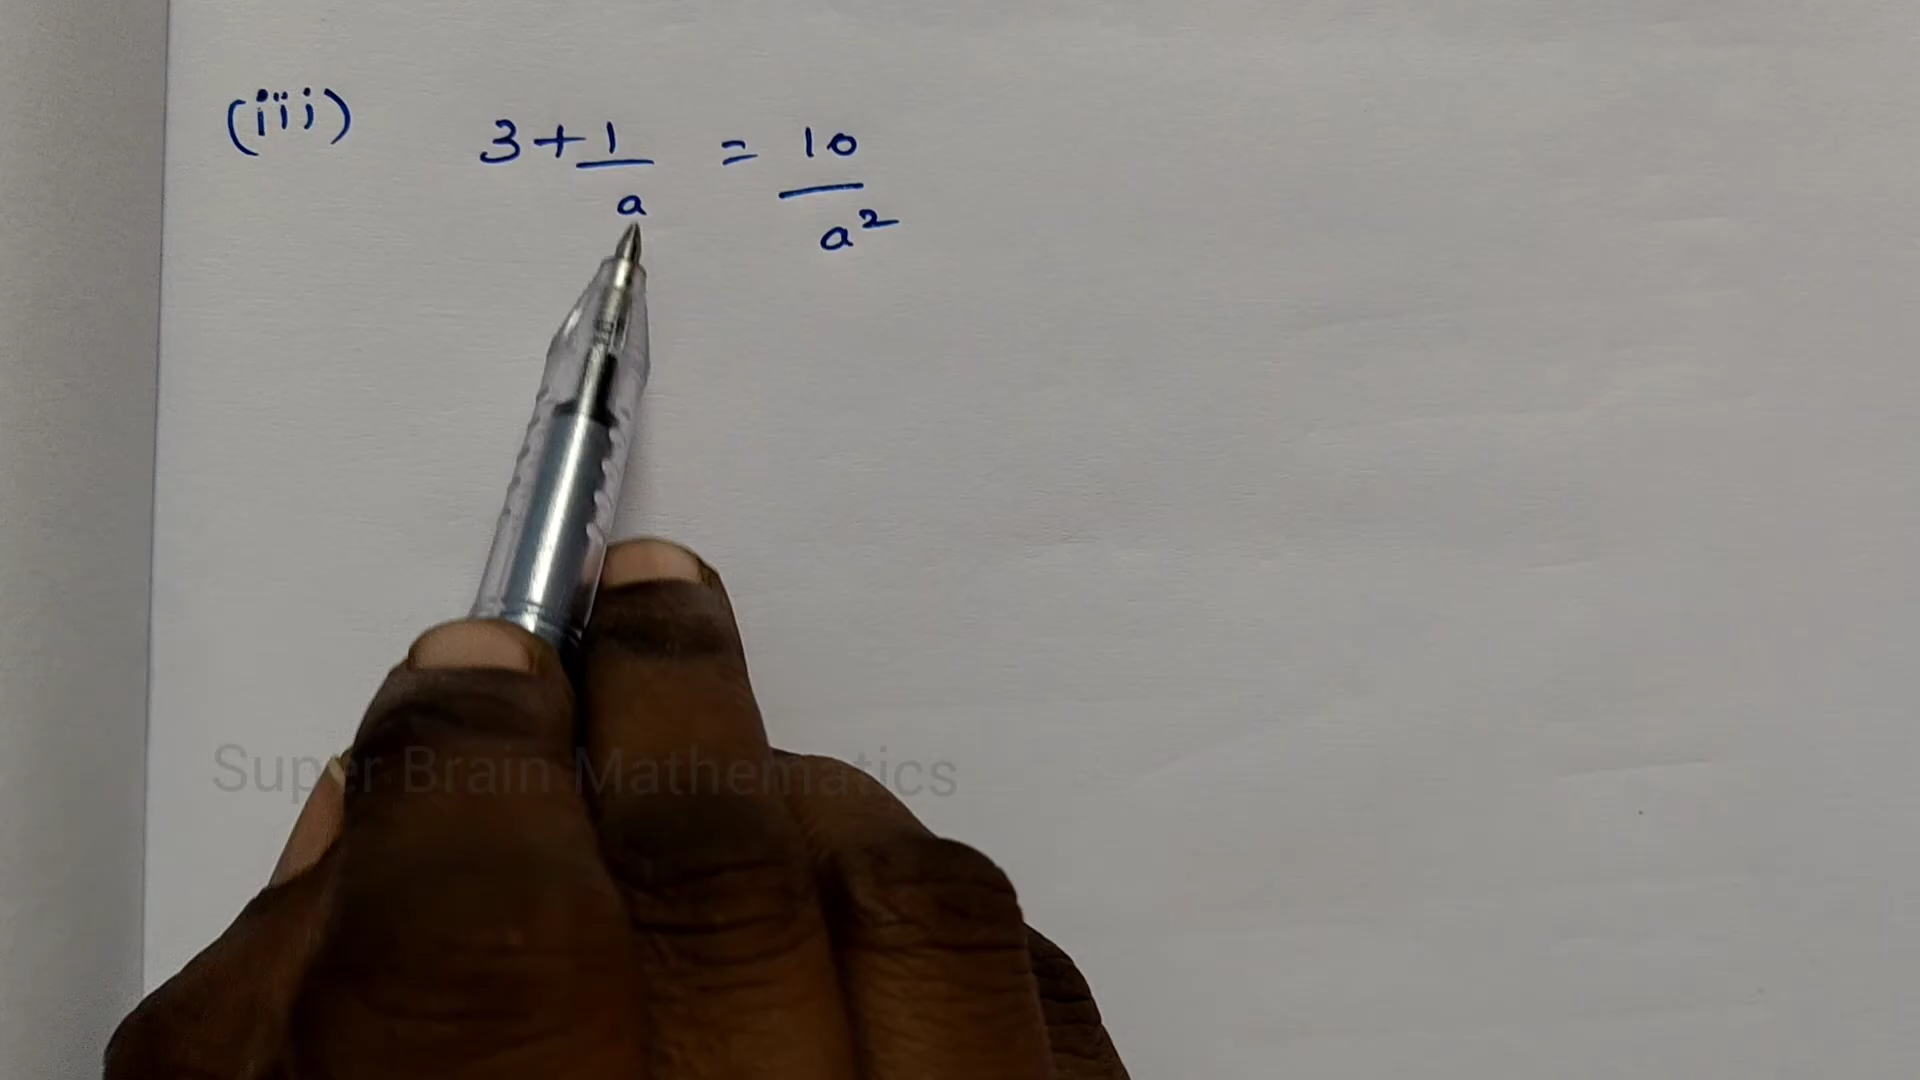 (iii) 3 + 1/a = 10/a²
Super Brain Mathematics